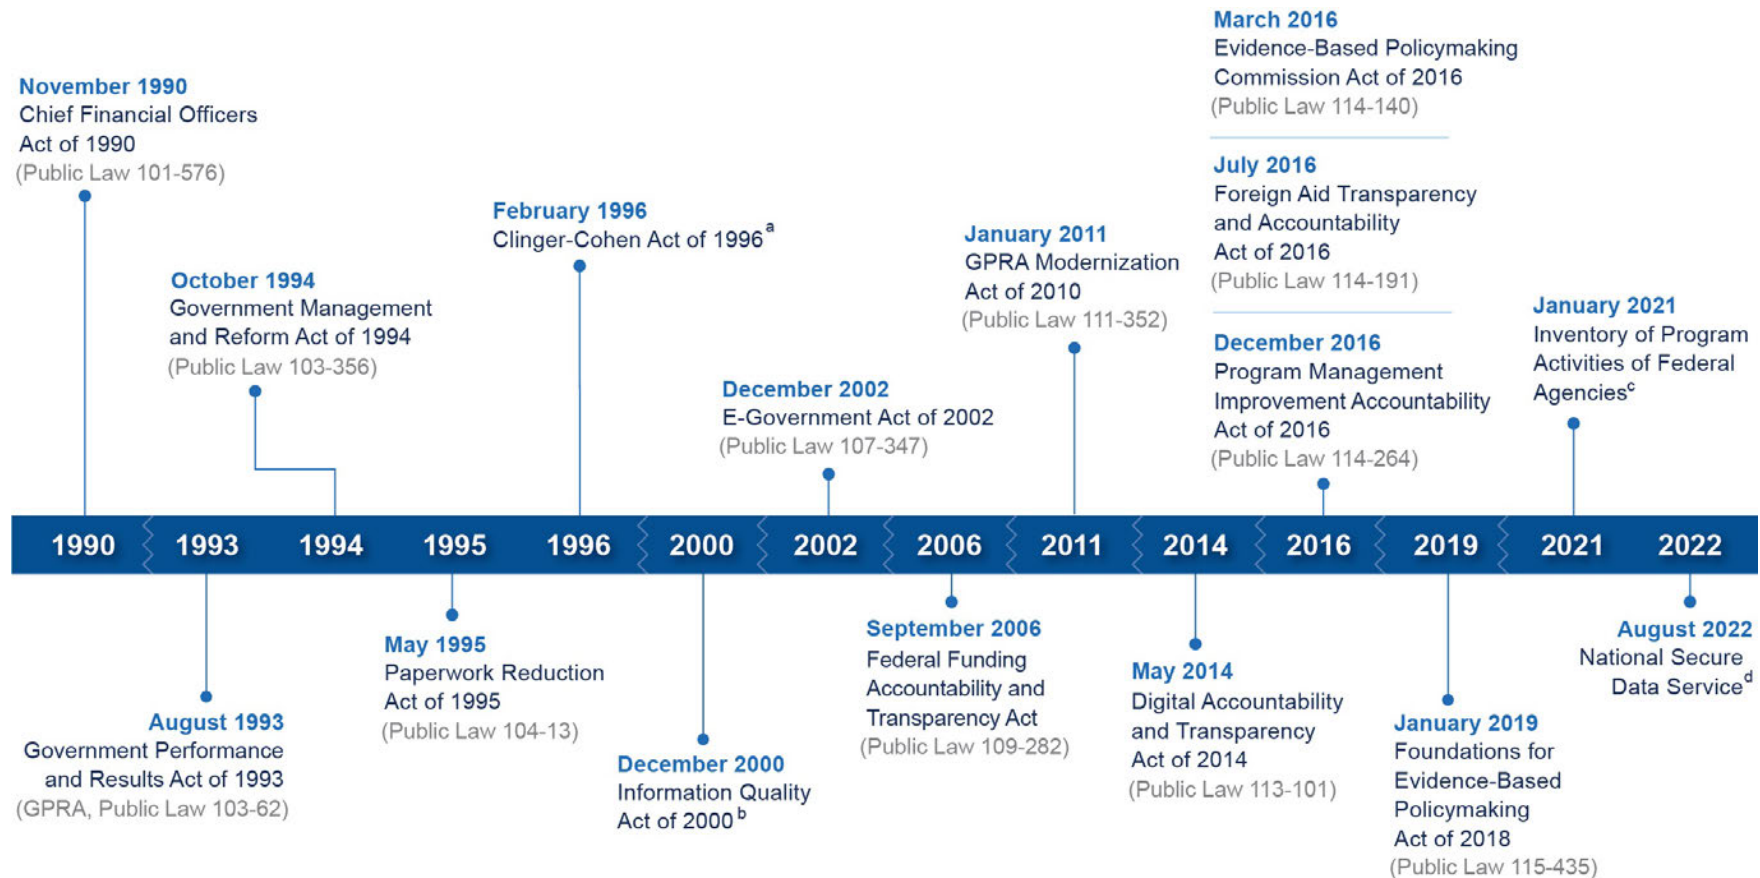 November 1990
Chief Financial Officers
Act of 1990
(Public Law 101-576)
October 1994
Government Management
and Reform Act of 1994
(Public Law 103-356)
February 1996
Clinger-Cohen Act of 1996a
December 2002
E-Government Act of 2002
(Public Law 107-347)
January 2011
GPRA Modernization
Act of 2010
(Public Law 111-352)
March 2016
Evidence-Based Policymaking
Commission Act of 2016
(Public Law 114-140)
July 2016
Foreign Aid Transparency
and Accountability
Act of 2016
(Public Law 114-191)
December 2016
Program Management
Improvement Accountability
Act of 2016
(Public Law 114-264)
January 2021
Inventory of Program
Activities of Federal
Agenciesc
1990 1993 1994 1995 1996 2000 2002 2006 2011 2014 2016 2019 2021 2022
August 1993
Government Performance
and Results Act of 1993
(GPRA, Public Law 103-62)
May 1995
Paperwork Reduction
Act of 1995
(Public Law 104-13)
December 2000
Information Quality
Act of 2000b
September 2006
Federal Funding
Accountability and
Transparency Act
(Public Law 109-282)
May 2014
Digital Accountability
and Transparency
Act of 2014
(Public Law 113-101)
January 2019
Foundations for
Evidence-Based
Policymaking
Act of 2018
(Public Law 115-435)
August 2022
National Secure
Data Serviced